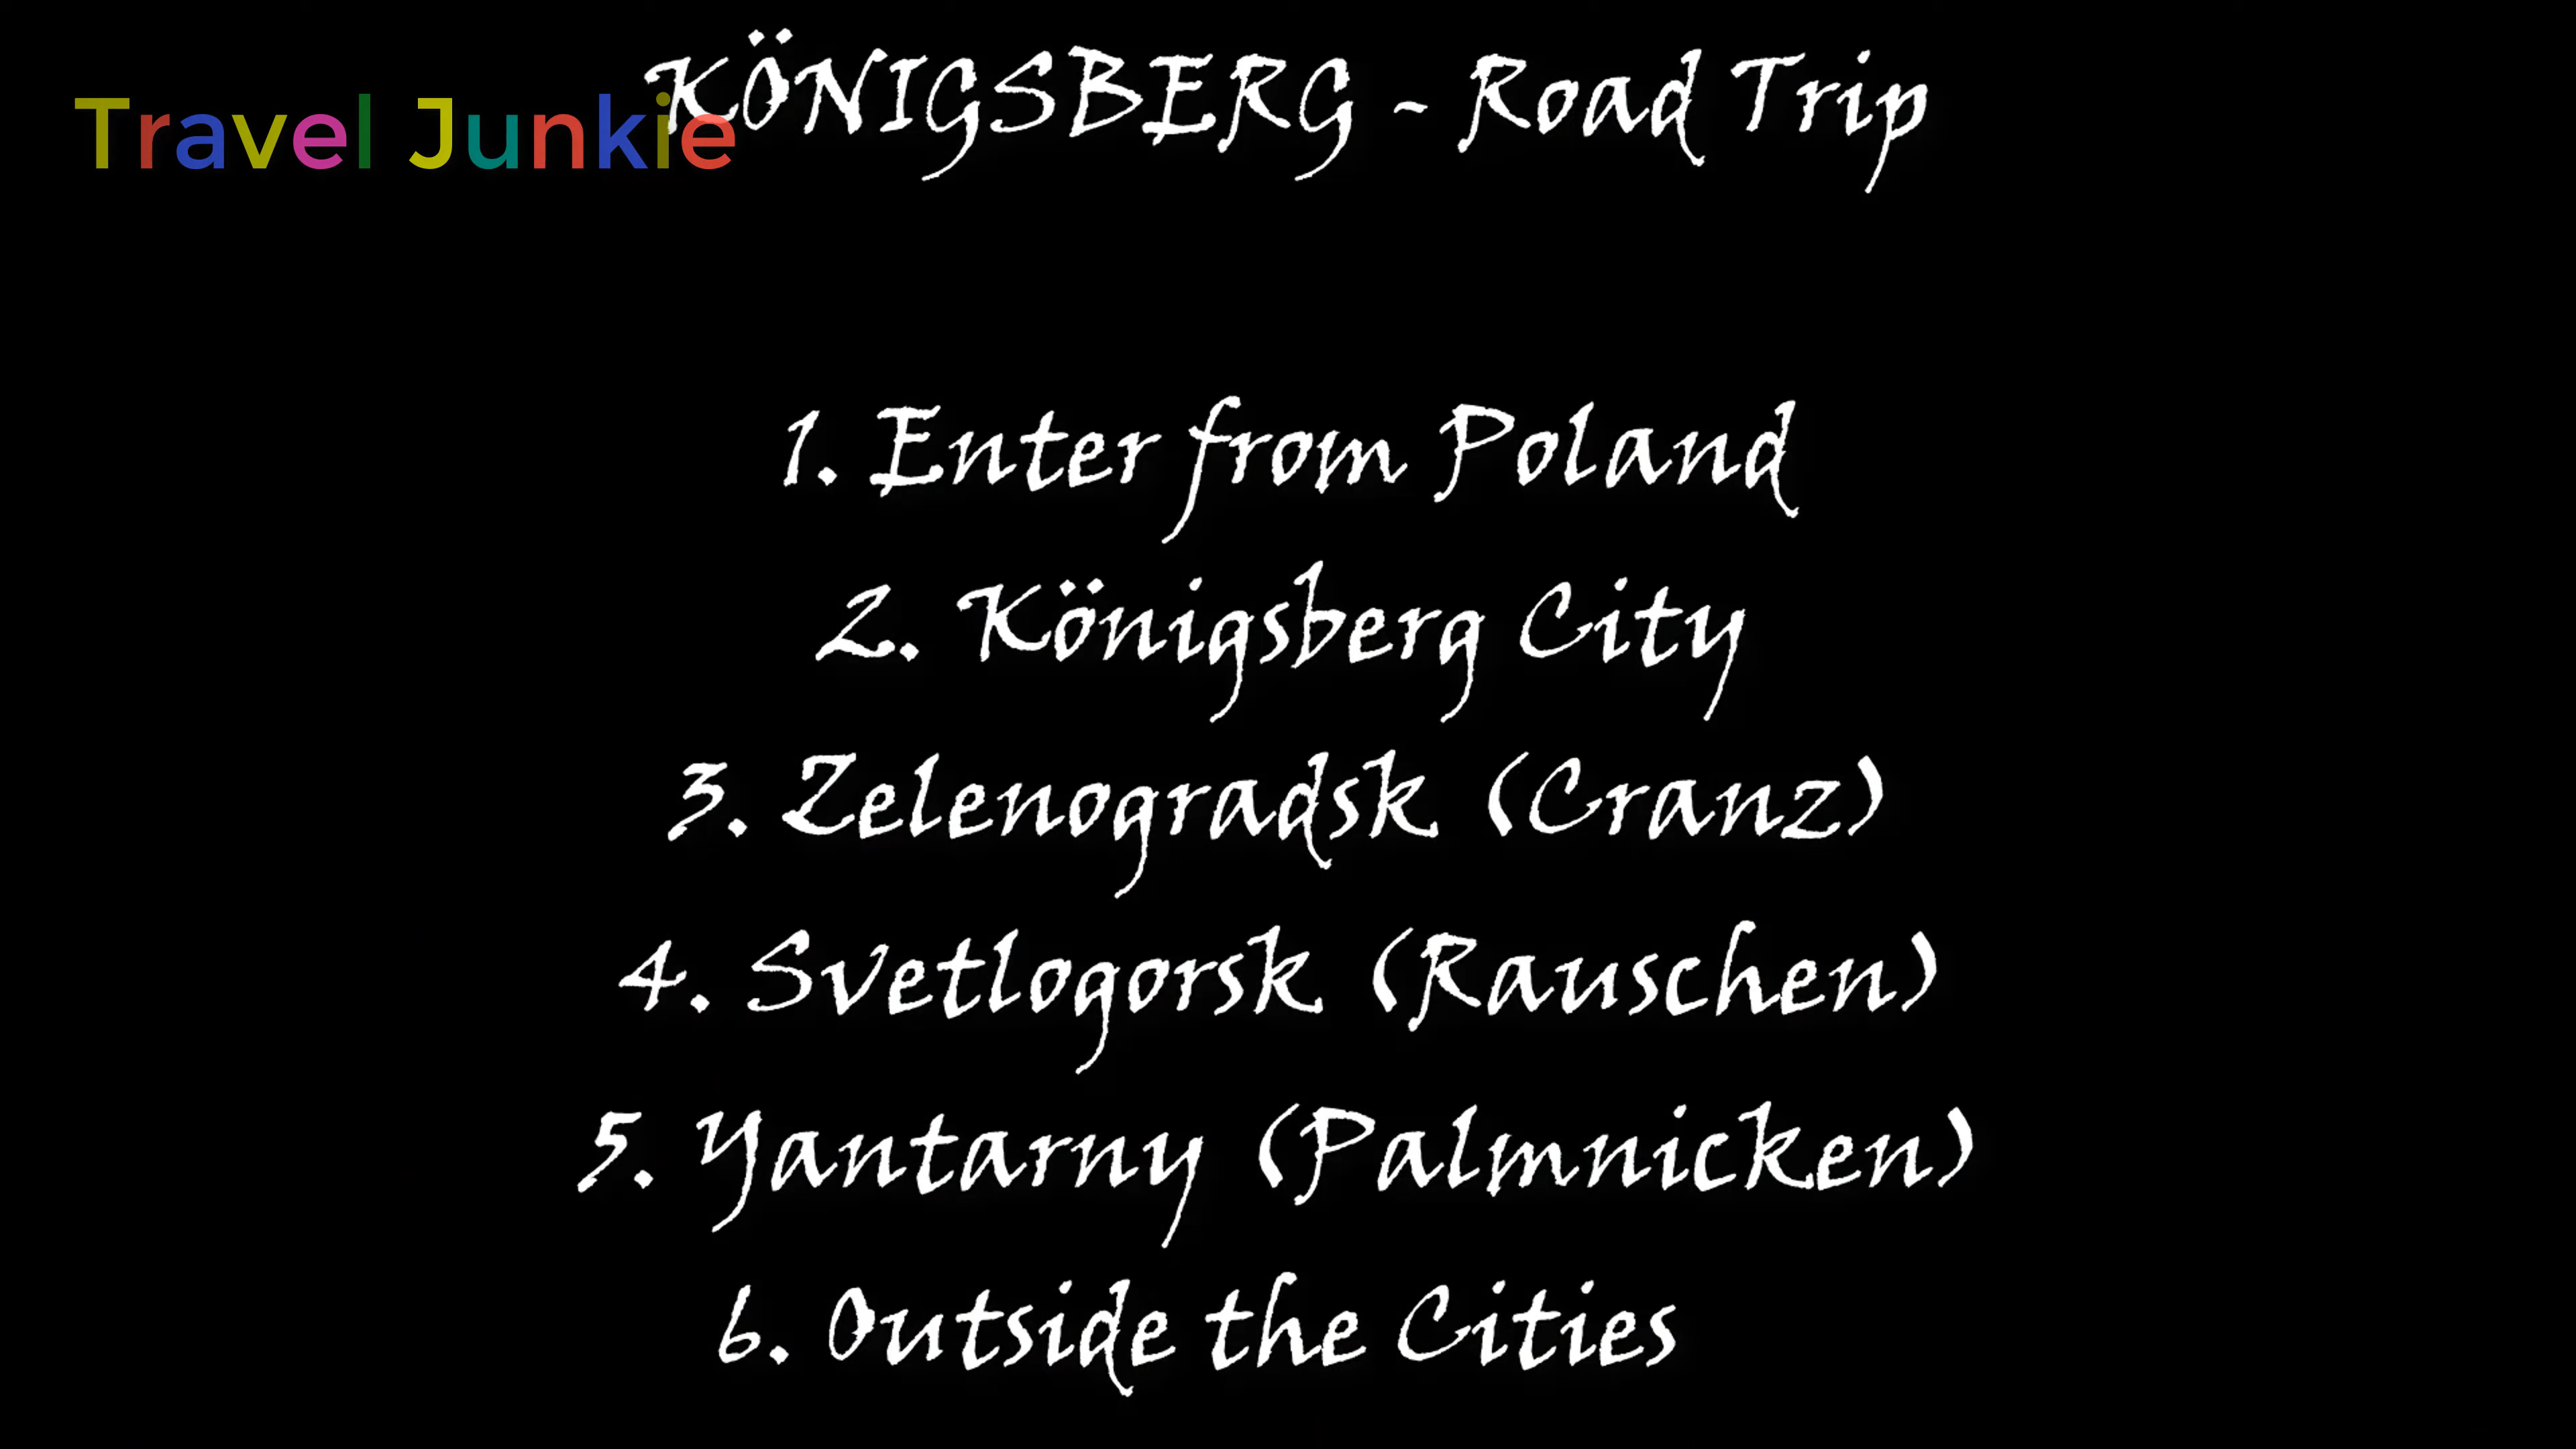 KÖNIGSBERG - Road Trip
Travel Junkie
1. Enter from Poland
2. Königsberg City
3. Zelenogradsk (Cranz)
4. Svetlogorsk (Rauschen)
5. Yantarny (Palmnicken)
6. Outside the Cities